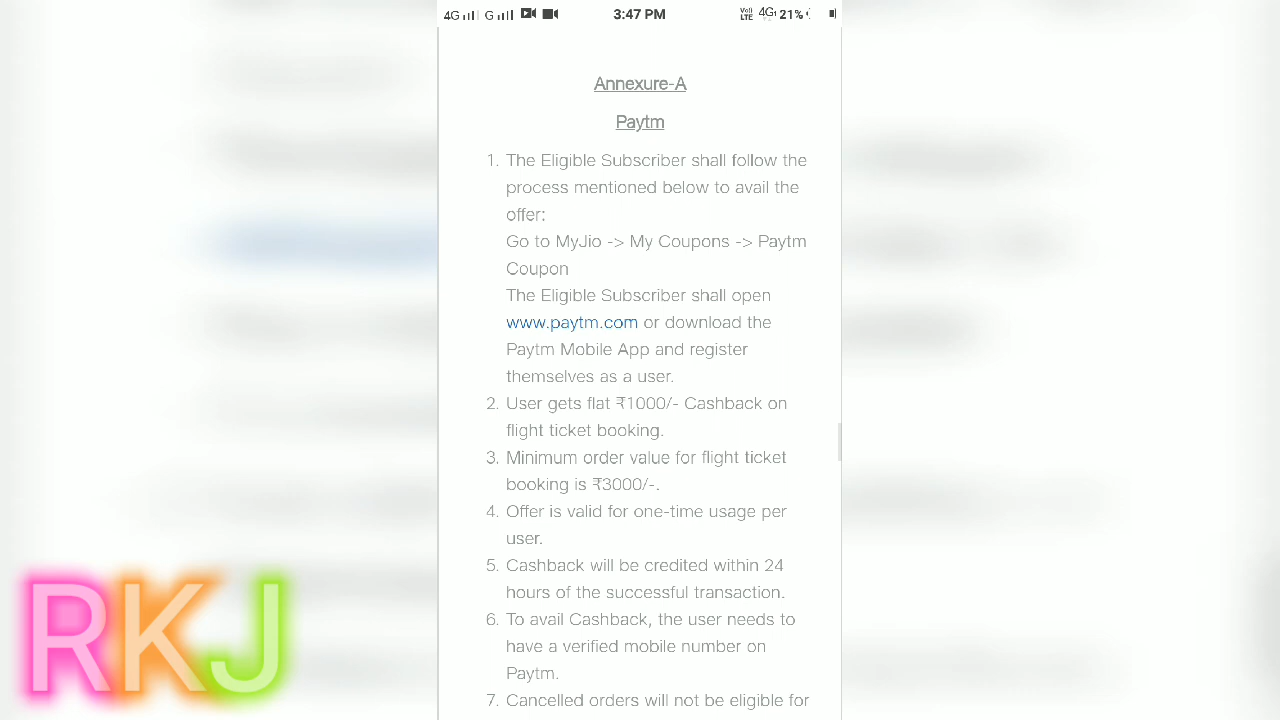 4G G 3:47 PM VoLTE 4G 21%
Annexure-A
Paytm
1. The Eligible Subscriber shall follow the
process mentioned below to avail the
offer:
Go to MyJio -> My Coupons -> Paytm
Coupon
The Eligible Subscriber shall open
www.paytm.com or download the
Paytm Mobile App and register
themselves as a user.
2. User gets flat ₹1000/- Cashback on
flight ticket booking.
3. Minimum order value for flight ticket
booking is ₹3000/-.
4. Offer is valid for one-time usage per
user.
5. Cashback will be credited within 24
hours of the successful transaction.
6. To avail Cashback, the user needs to
have a verified mobile number on
Paytm.
7. Cancelled orders will not be eligible for
RKJ